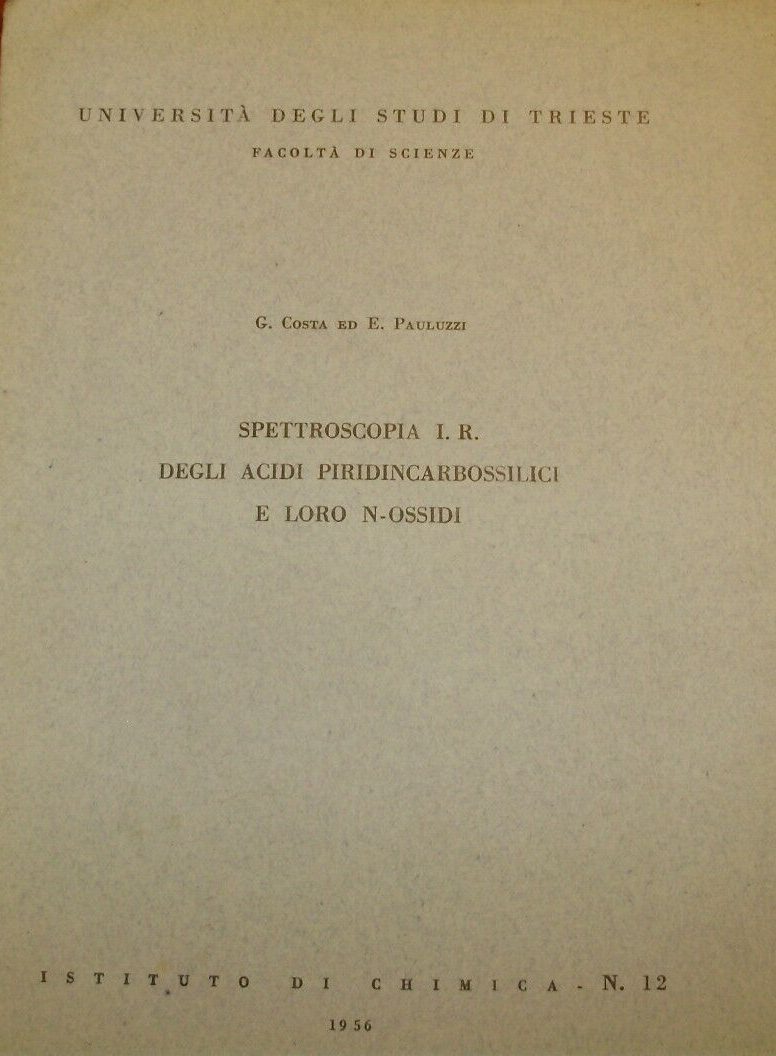 UNIVERSITÀ DEGLI STUDI DI TRIESTE
FACOLTÀ DI SCIENZE
G. COSTA ED E. PAULUZZI
SPETTROSCOPIA I. R.
DEGLI ACIDI PIRIDINCARBOSSILICI
E LORO N-OSSIDI
ISTITUTO DI CHIMICA - N. 12
1956